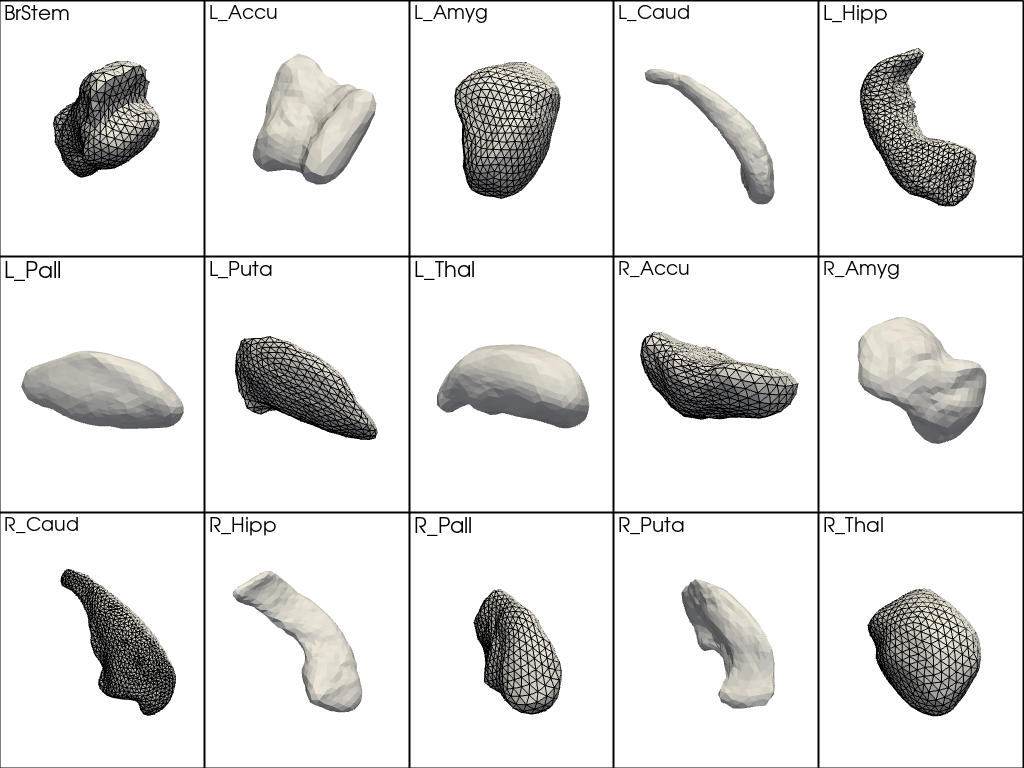 BrStem
L_Accu
L_Amyg
L_Caud
L_Hipp
L_Pall
L_Puta
L_Thal
R_Accu
R_Amyg
R_Caud
R_Hipp
R_Pall
R_Puta
R_Thal